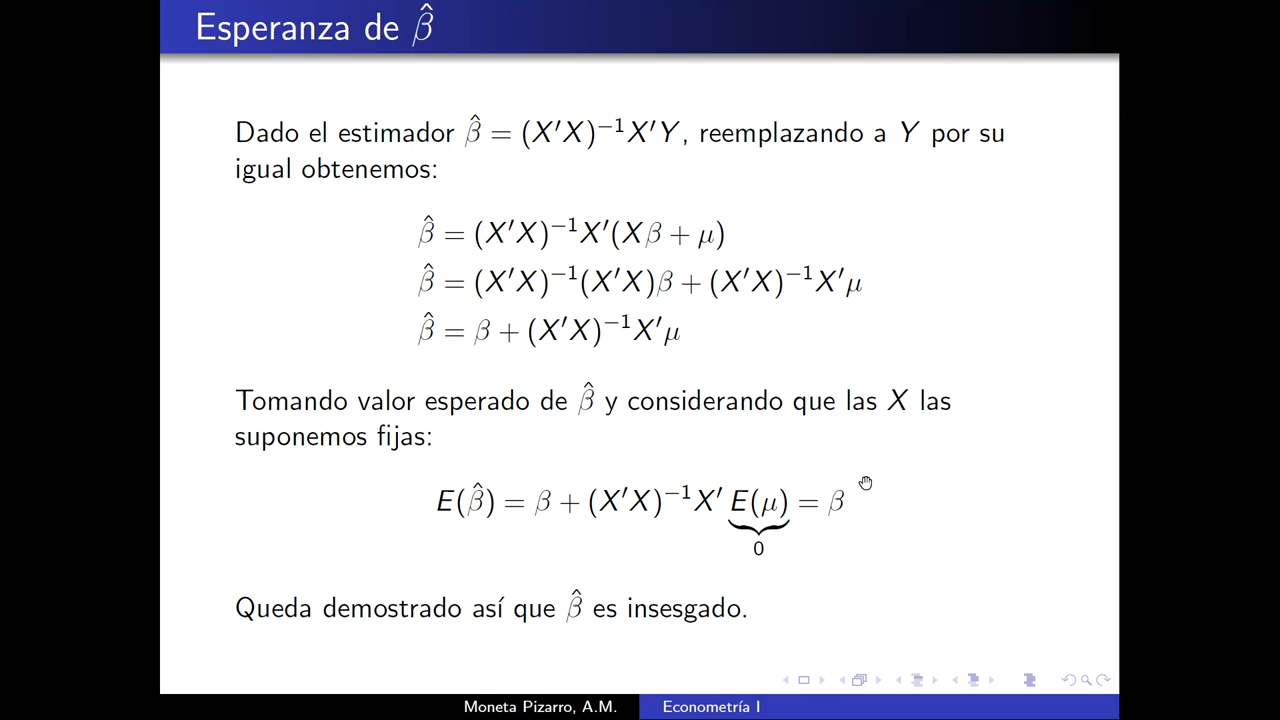 Esperanza de β̂
Dado el estimador β̂ = (X′X)⁻¹X′Y, reemplazando a Y por su
igual obtenemos:
β̂ = (X′X)⁻¹X′(Xβ + μ)
β̂ = (X′X)⁻¹(X′X)β + (X′X)⁻¹X′μ
β̂ = β + (X′X)⁻¹X′μ
Tomando valor esperado de β̂ y considerando que las X las
suponemos fijas:
E(β̂) = β + (X′X)⁻¹X′ E(μ) = β
0
Queda demostrado así que β̂ es insesgado.
Moneta Pizarro, A.M. Econometría I